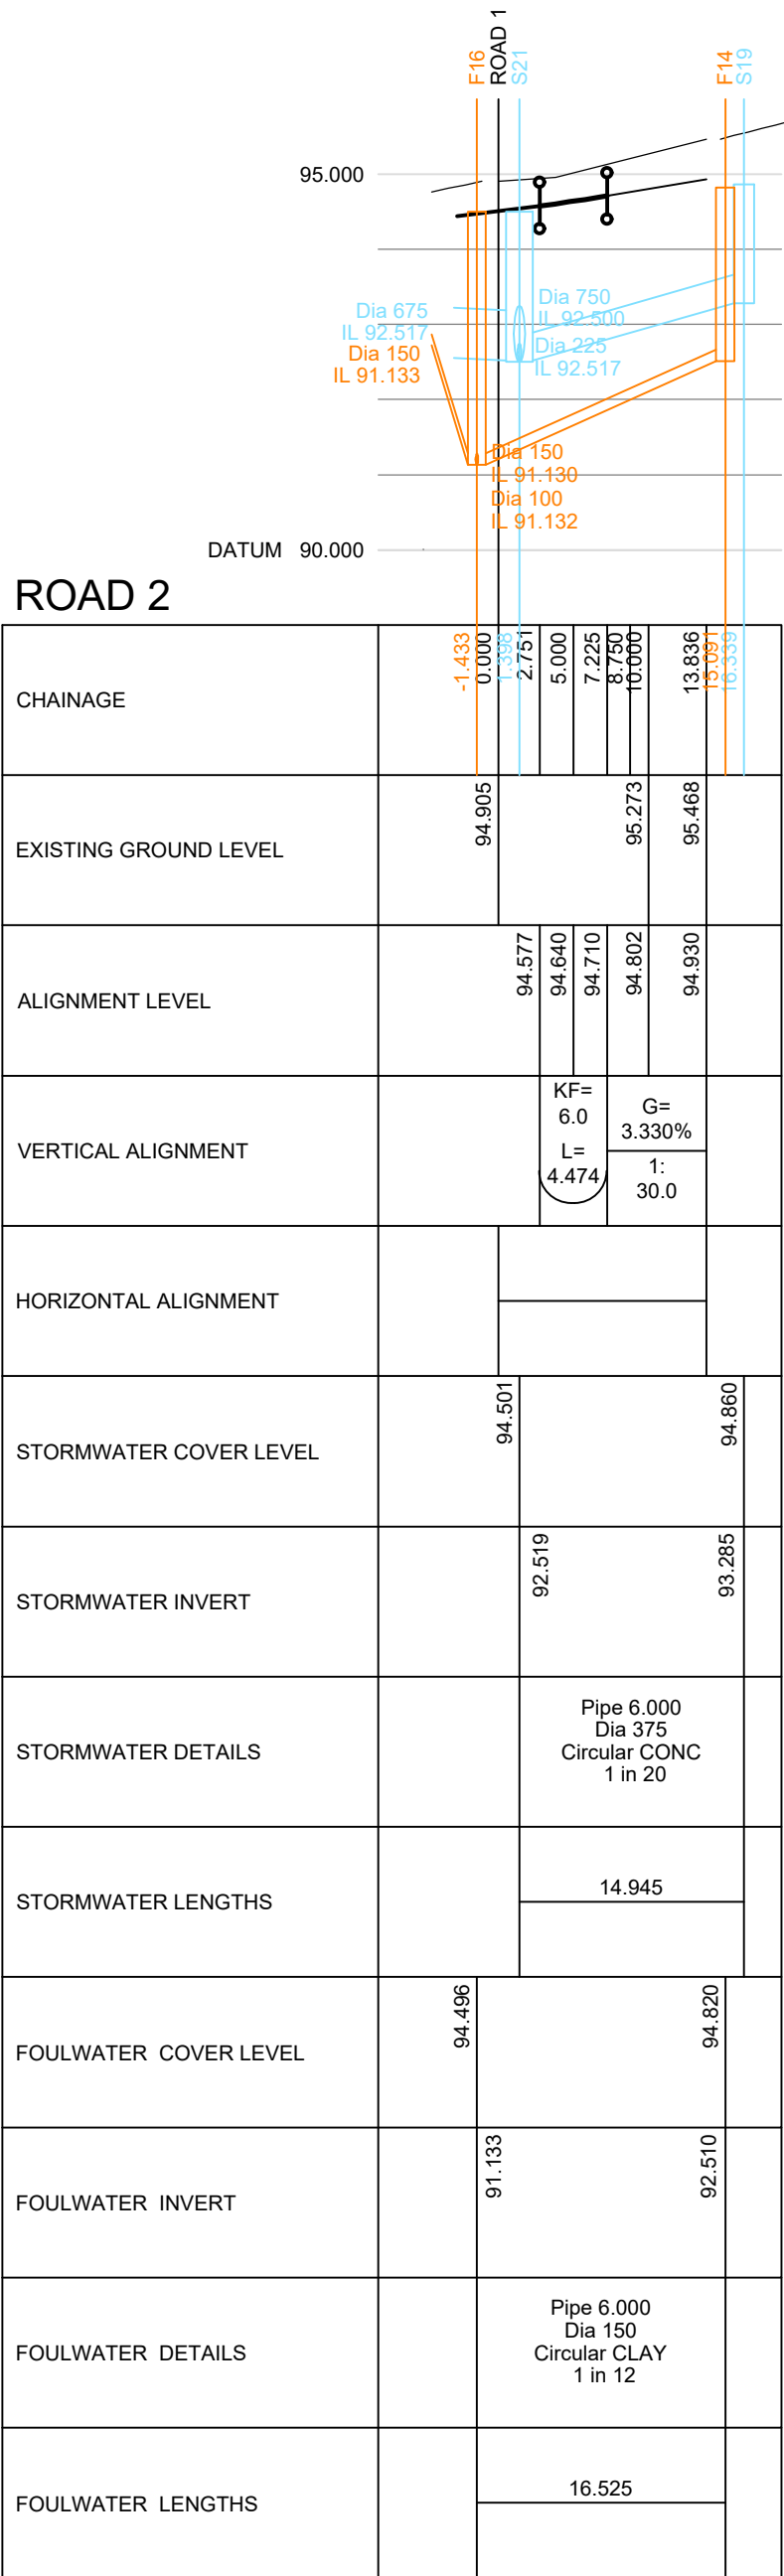 F16
ROAD 1
S21
F14
S19
95.000
Dia 675
IL 92.517
Dia 150
IL 91.133
Dia 750
IL 92.500
Dia 225
IL 92.517
Dia 150
IL 91.130
Dia 100
IL 91.132
DATUM 90.000
ROAD 2
CHAINAGE
-1.433
0.000
1.398
2.751
5.000
7.225
8.750
10.000
13.836
15.091
16.339
EXISTING GROUND LEVEL
94.905
95.273
95.468
ALIGNMENT LEVEL
94.577
94.640
94.710
94.802
94.930
VERTICAL ALIGNMENT
KF=
6.0
L=
4.474
G=
3.330%
1:
30.0
HORIZONTAL ALIGNMENT
STORMWATER COVER LEVEL
94.501
94.860
STORMWATER INVERT
92.519
93.285
STORMWATER DETAILS
Pipe 6.000
Dia 375
Circular CONC
1 in 20
STORMWATER LENGTHS
14.945
FOULWATER COVER LEVEL
94.496
94.820
FOULWATER INVERT
91.133
92.510
FOULWATER DETAILS
Pipe 6.000
Dia 150
Circular CLAY
1 in 12
FOULWATER LENGTHS
16.525